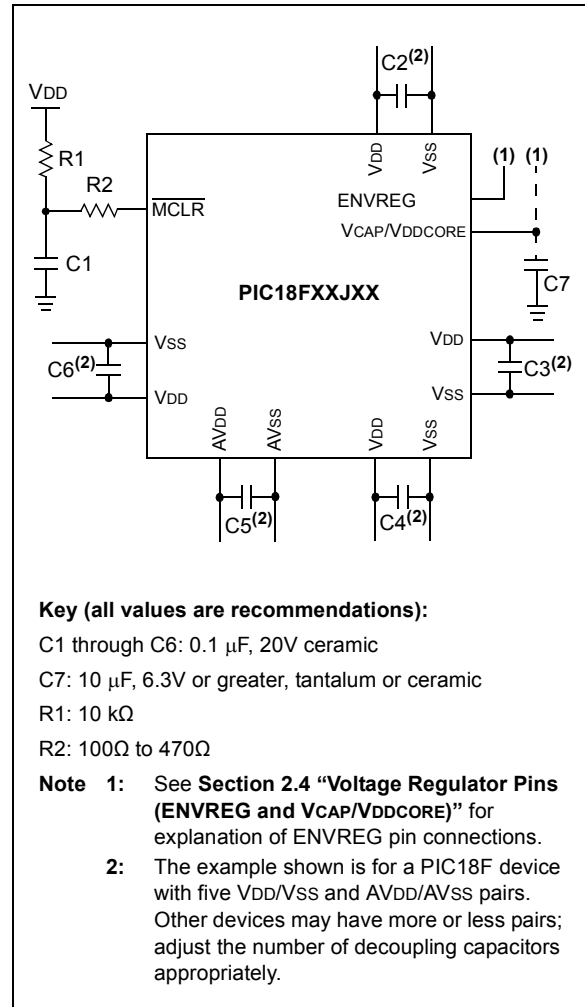 C2(2)
VDD
R1
R2
C1
VDD
VSS
(1) (1)
MCLR
ENVREG
VCAP/VDDCORE
C7
PIC18FXXJXX
VSS
VDD
C6(2)
C3(2)
VDD
VSS
AVDD
AVSS
VDD
VSS
C5(2)
C4(2)
Key (all values are recommendations):
C1 through C6: 0.1 μF, 20V ceramic
C7: 10 μF, 6.3V or greater, tantalum or ceramic
R1: 10 kΩ
R2: 100Ω to 470Ω
Note 1: See Section 2.4 “Voltage Regulator Pins
(ENVREG and VCAP/VDDCORE)” for
explanation of ENVREG pin connections.
2: The example shown is for a PIC18F device
with five VDD/VSS and AVDD/AVSS pairs.
Other devices may have more or less pairs;
adjust the number of decoupling capacitors
appropriately.